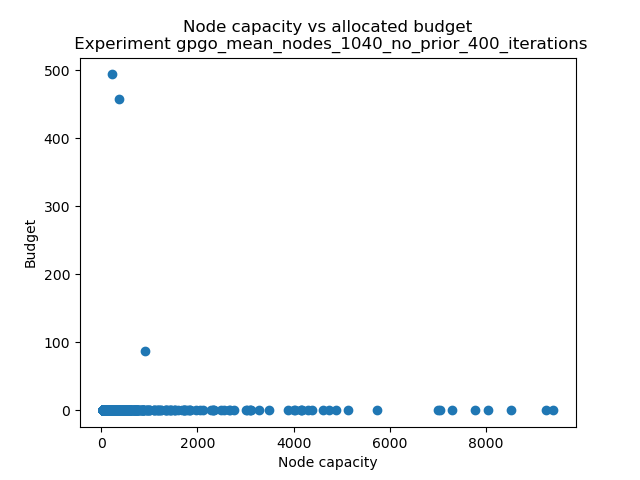 Node capacity vs allocated budget
Experiment gpgo_mean_nodes_1040_no_prior_400_iterations
500
400
300
200
100
0
Budget
0 2000 4000 6000 8000
Node capacity